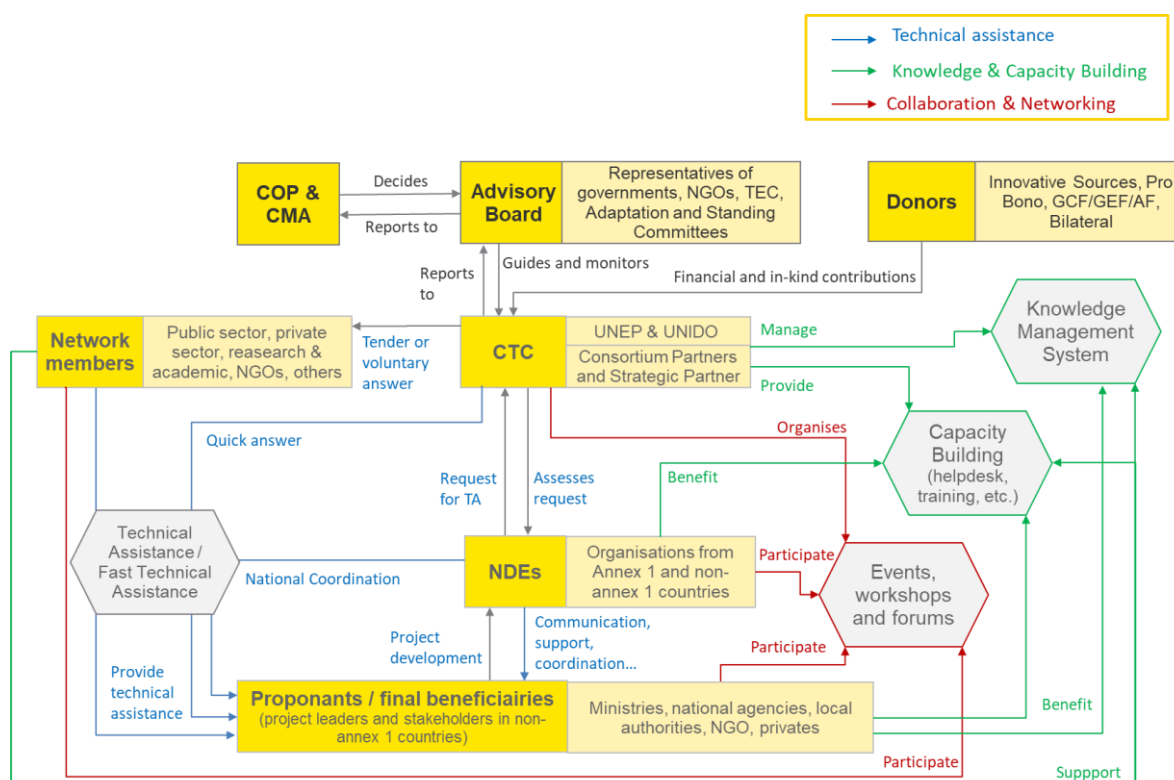 Technical assistance
Knowledge & Capacity Building
Collaboration & Networking
COP &
CMA
Decides
Reports to
Advisory
Board
Representatives of
governments, NGOs, TEC,
Adaptation and Standing
Committees
Donors
Innovative Sources, Pro
Bono, GCF/GEF/AF,
Bilateral
Reports
to
Guides and monitors
Financial and in-kind contributions
Network
members
Public sector, private
sector, reasearch &
academic, NGOs, others
Tender or
voluntary
answer
CTC
UNEP & UNIDO
Consortium Partners
and Strategic Partner
Manage
Provide
Knowledge
Management
System
Quick answer
Organises
Capacity
Building
(helpdesk,
training, etc.)
Request
for TA
Assesses
request
Benefit
Technical
Assistance /
Fast Technical
Assistance
National Coordination
NDEs
Organisations from
Annex 1 and non-
annex 1 countries
Participate
Events,
workshops
and forums
Project
development
Communication,
support,
coordination...
Participate
Provide
technical
assistance
Proponants / final beneficiairies
(project leaders and stakeholders in non-
annex 1 countries)
Ministries, national agencies, local
authorities, NGO, privates
Benefit
Participate
Suppport